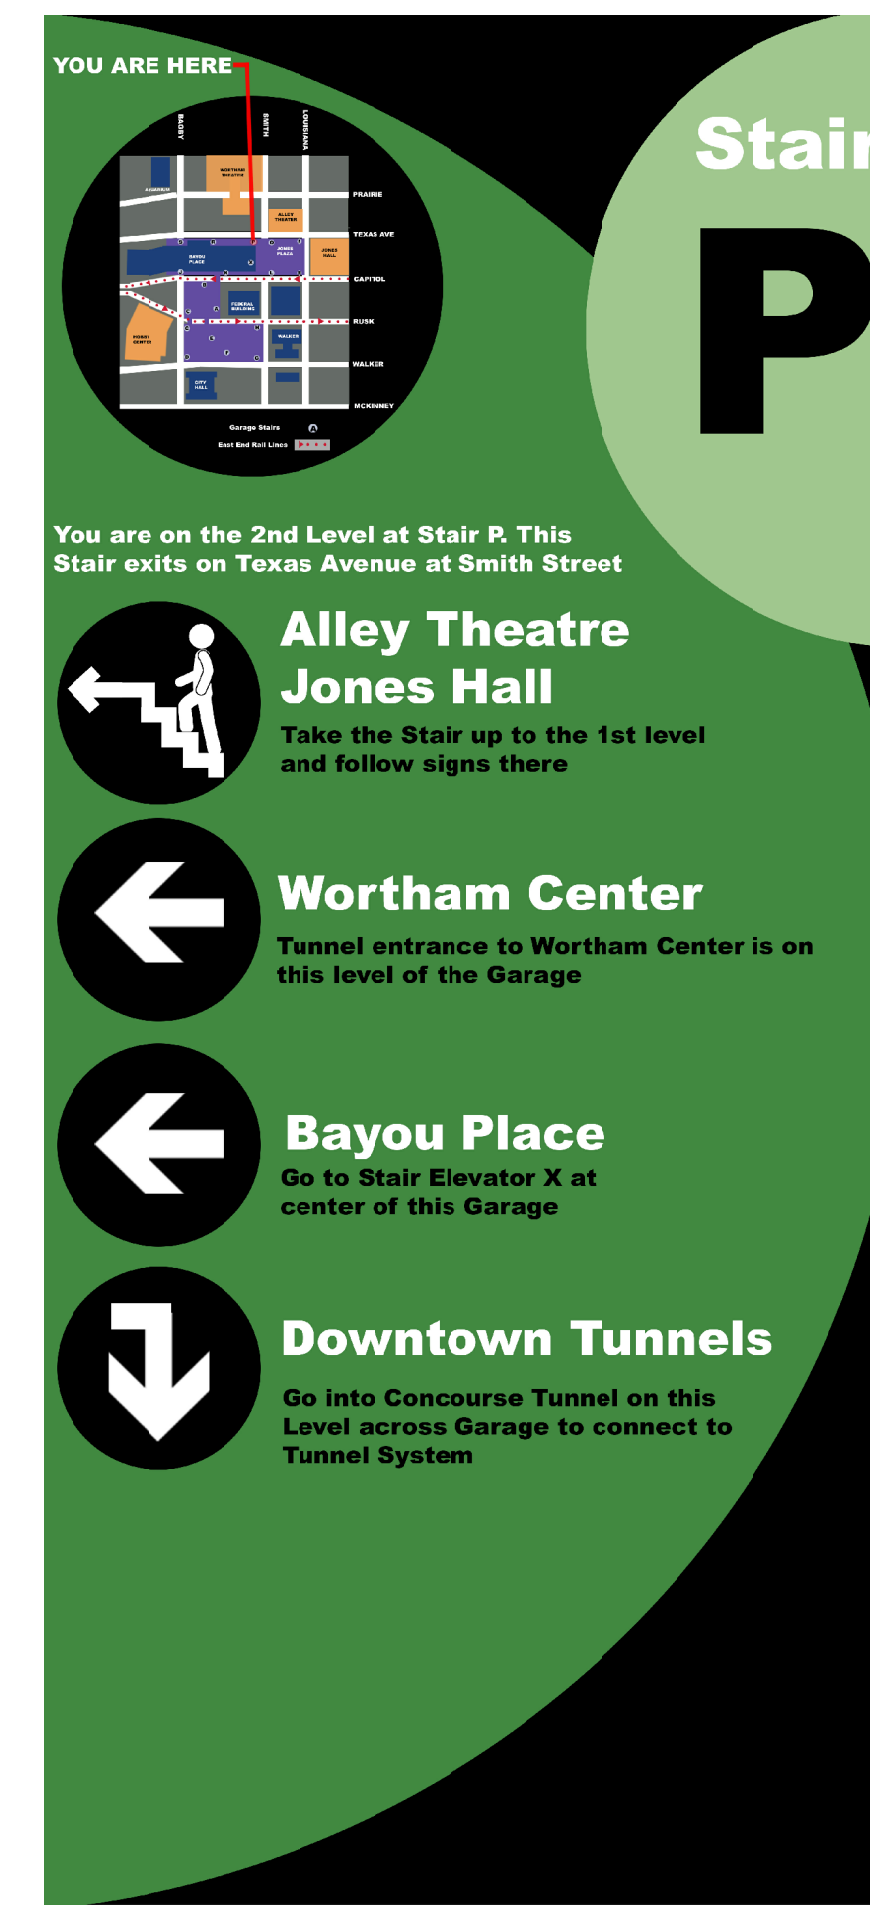 YOU ARE HERE
Stair
P
BAGBY
SMITH
LOUISIANA
AQUARIUM
WORTHAM
THEATER
PRAIRIE
ALLEY
THEATER
TEXAS AVE
BAYOU
PLACE
JONES
PLAZA
JONES
HALL
CAPITOL
FEDERAL
BUILDING
RUSK
HOBBY
CENTER
WALKER
WALKER
CITY
HALL
MCKINNEY
Garage Stairs A
East End Rail Lines
You are on the 2nd Level at Stair P. This
Stair exits on Texas Avenue at Smith Street
Alley Theatre
Jones Hall
Take the Stair up to the 1st level
and follow signs there
Wortham Center
Tunnel entrance to Wortham Center is on
this level of the Garage
Bayou Place
Go to Stair Elevator X at
center of this Garage
Downtown Tunnels
Go into Concourse Tunnel on this
Level across Garage to connect to
Tunnel System